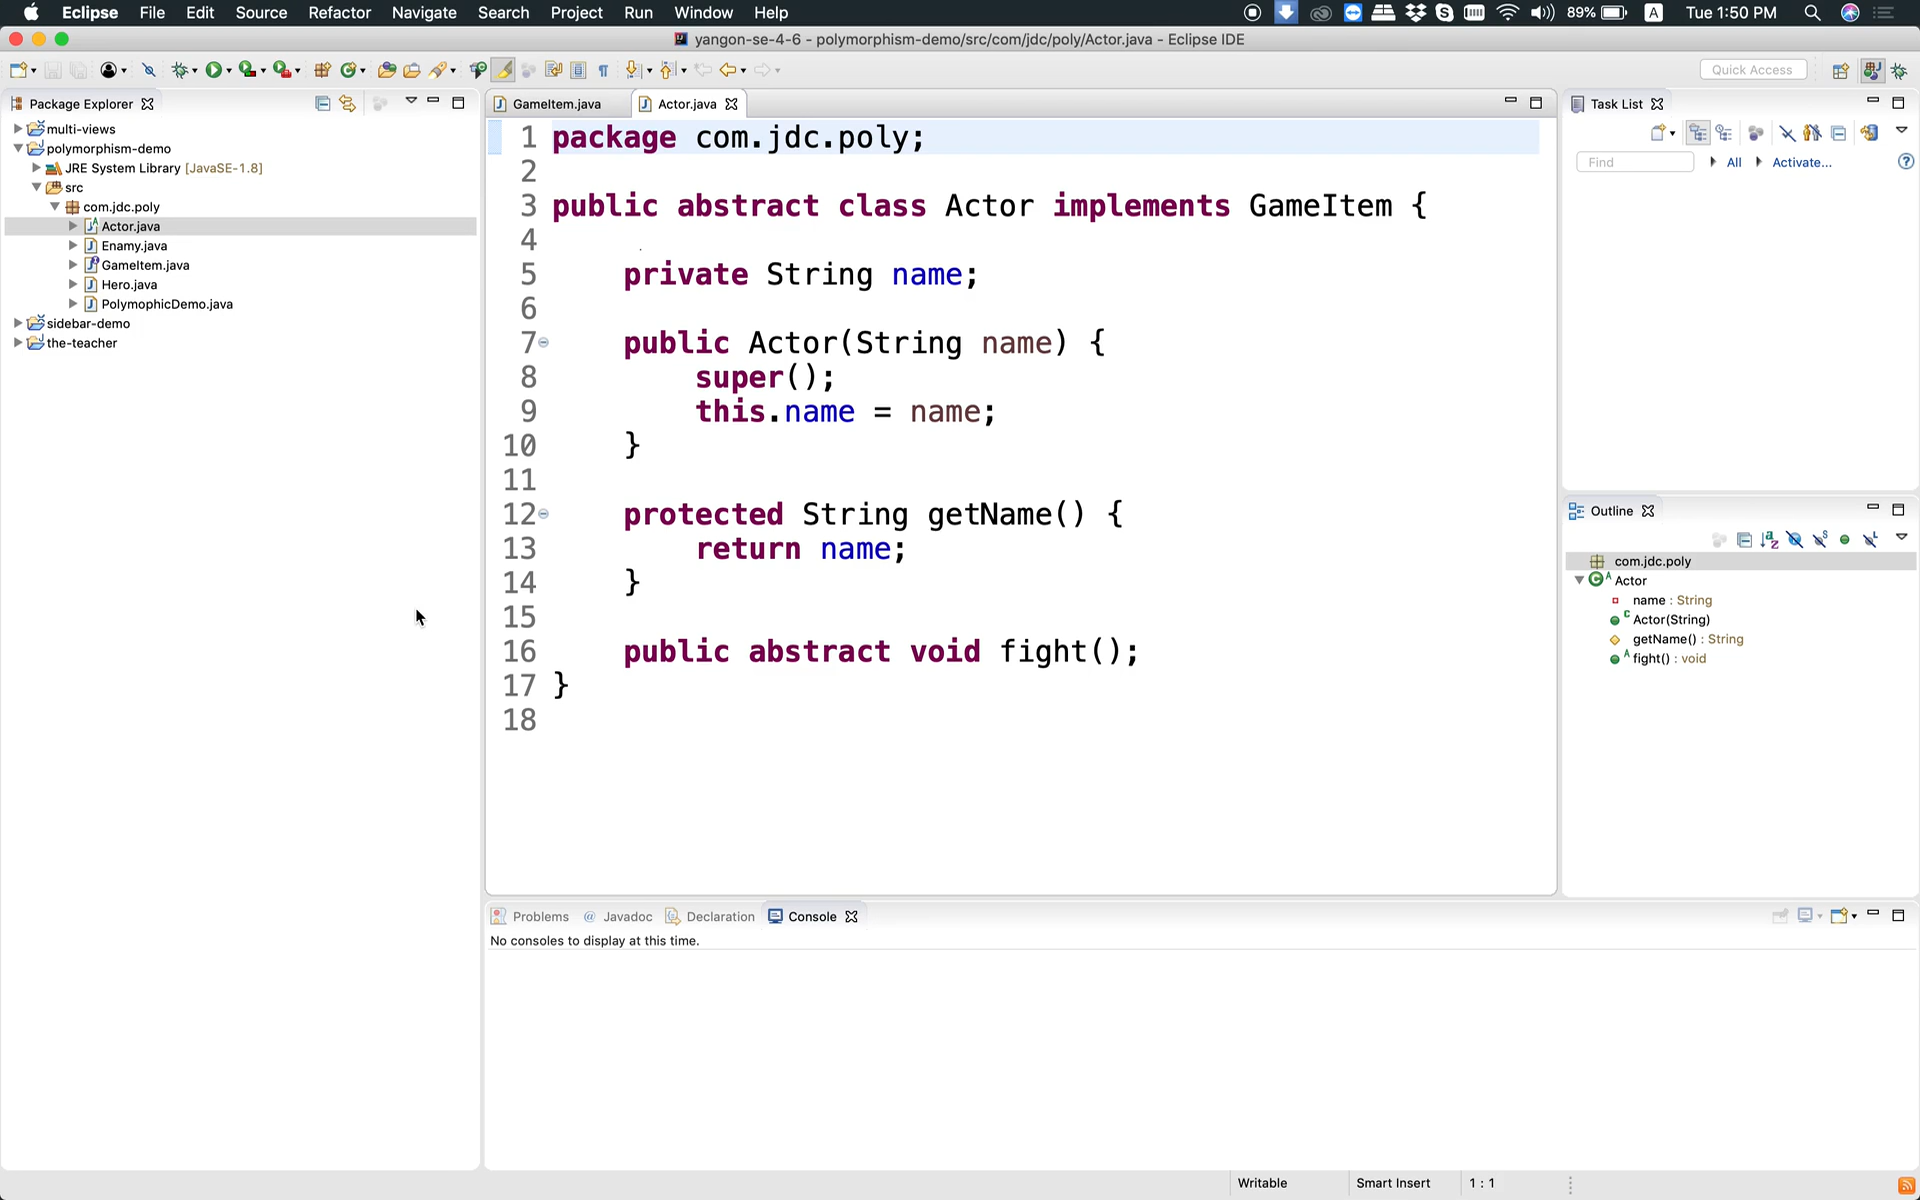 Eclipse File Edit Source Refactor Navigate Search Project Run Window Help 89% A Tue 1:50 PM
yangon-se-4-6 - polymorphism-demo/src/com/jdc/poly/Actor.java - Eclipse IDE
Quick Access
Package Explorer
multi-views
polymorphism-demo
JRE System Library [JavaSE-1.8]
src
com.jdc.poly
Actor.java
Enamy.java
GameItem.java
Hero.java
PolymophicDemo.java
sidebar-demo
the-teacher
GameItem.java Actor.java
1 package com.jdc.poly;
2
3 public abstract class Actor implements GameItem {
4
5 private String name;
6
7 public Actor(String name) {
8 super();
9 this.name = name;
10 }
11
12 protected String getName() {
13 return name;
14 }
15
16 public abstract void fight();
17 }
18
Task List
Find All Activate...
Outline
com.jdc.poly
Actor
name : String
Actor(String)
getName() : String
fight() : void
Problems @ Javadoc Declaration Console
No consoles to display at this time.
Writable Smart Insert 1 : 1